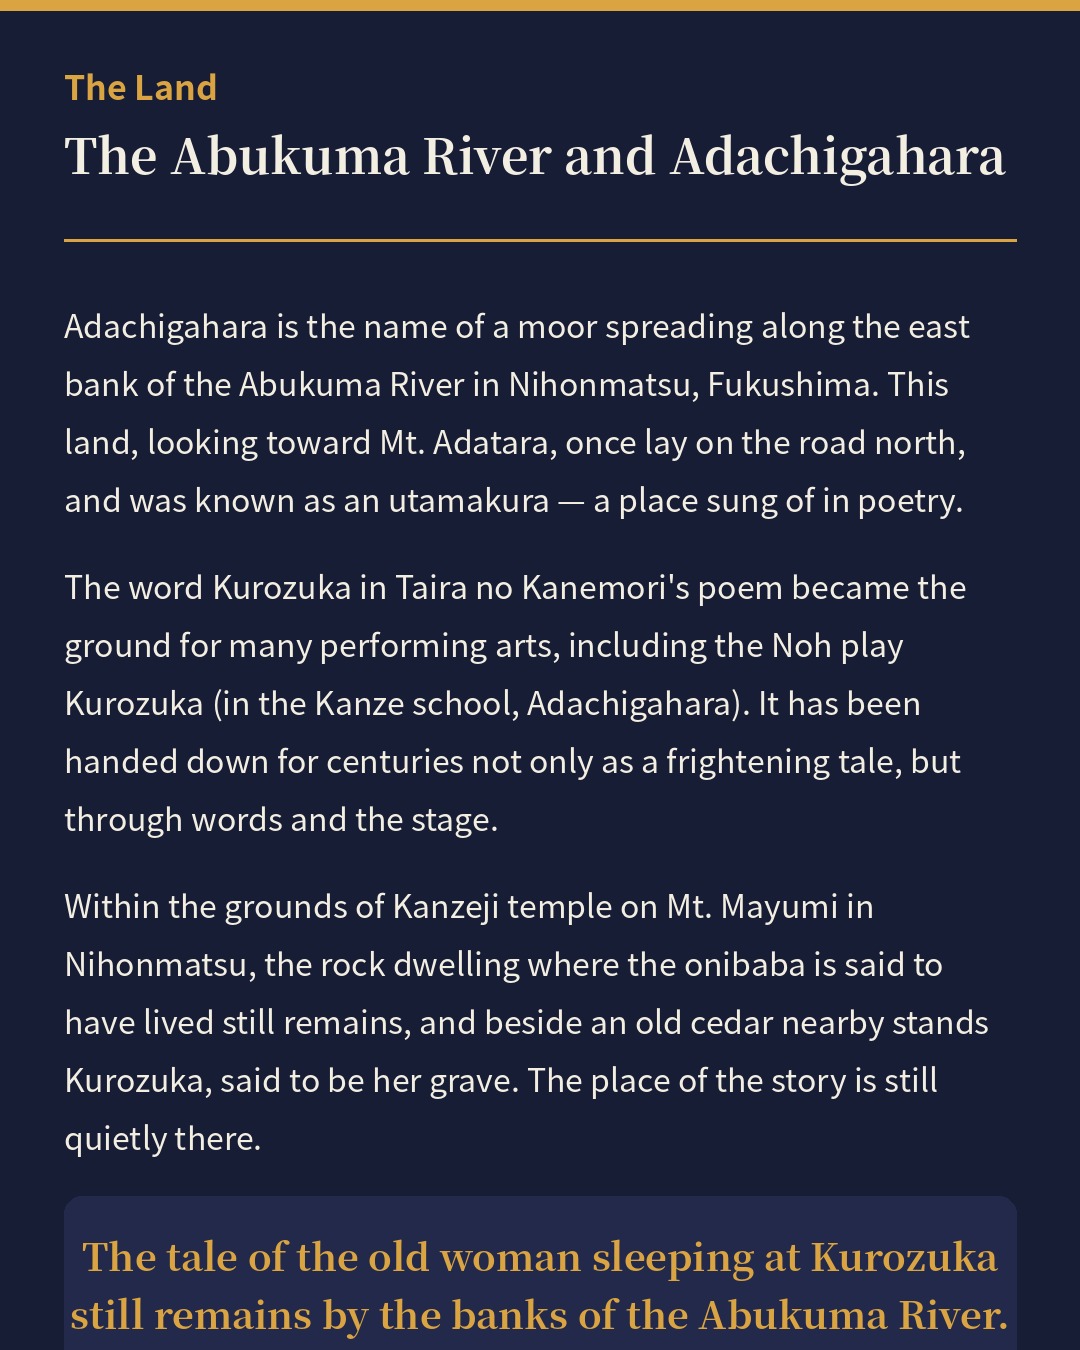 The Land
The Abukuma River and Adachigahara
Adachigahara is the name of a moor spreading along the east
bank of the Abukuma River in Nihonmatsu, Fukushima. This
land, looking toward Mt. Adatara, once lay on the road north,
and was known as an utamakura — a place sung of in poetry.
The word Kurozuka in Taira no Kanemori's poem became the
ground for many performing arts, including the Noh play
Kurozuka (in the Kanze school, Adachigahara). It has been
handed down for centuries not only as a frightening tale, but
through words and the stage.
Within the grounds of Kanzeji temple on Mt. Mayumi in
Nihonmatsu, the rock dwelling where the onibaba is said to
have lived still remains, and beside an old cedar nearby stands
Kurozuka, said to be her grave. The place of the story is still
quietly there.
The tale of the old woman sleeping at Kurozuka
still remains by the banks of the Abukuma River.